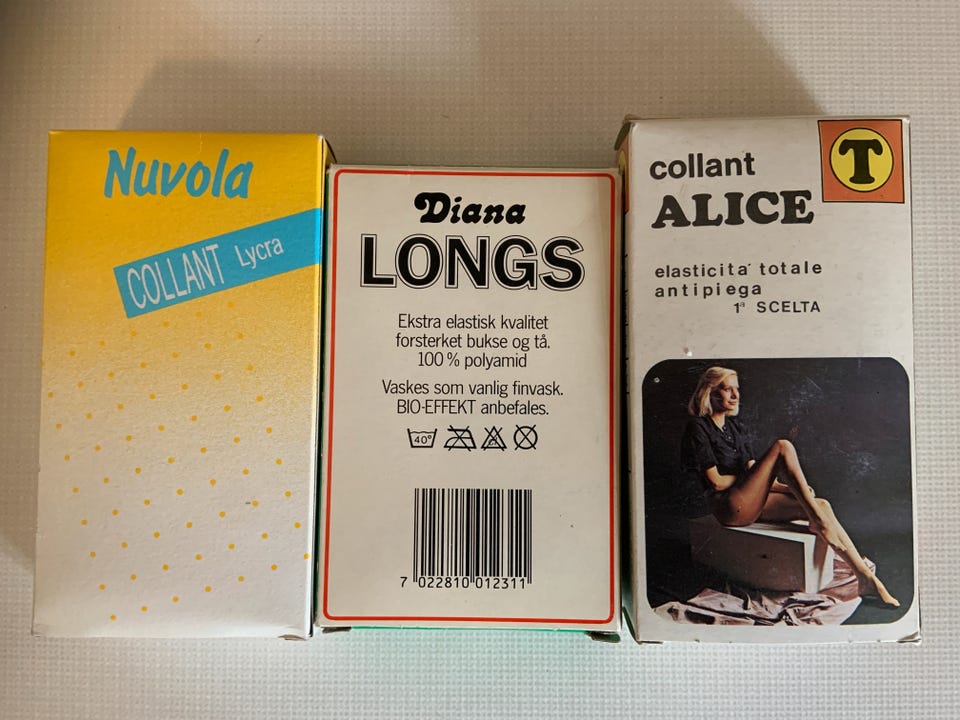 Nuvola
COLLANT Lycra
Diana
LONGS
Ekstra elastisk kvalitet
forsterket bukse og tå.
100 % polyamid
Vaskes som vanlig finvask.
BIO-EFFEKT anbefales.
40°
Cl
7 022810 012311
T
collant
ALICE
elasticita' totale
antipiega
1ª SCELTA